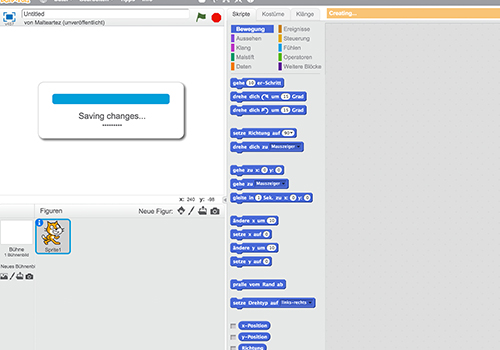 Untitled
von Malteartez (unveröffentlicht)
Saving changes...
x: 240 y: -98
Figuren
Neue Figur:
Bühne
1 Bühnenbild
Neues Bühnenbi
Sprite1
Skripte
Kostüme
Klänge
Creating...
Bewegung
Ereignisse
Aussehen
Steuerung
Klang
Fühlen
Malstift
Operatoren
Daten
Weitere Blöcke
gehe 10 er-Schritt
drehe dich um 15 Grad
drehe dich um 15 Grad
setze Richtung auf 90
drehe dich zu Mauszeiger
gehe zu x: 0 y: 0
gehe zu Mauszeiger
gleite in 1 Sek. zu x: 0 y: 0
ändere x um 10
setze x auf 0
ändere y um 10
setze y auf 0
pralle vom Rand ab
setze Drehtyp auf links-rechts
x-Position
y-Position
Richtung